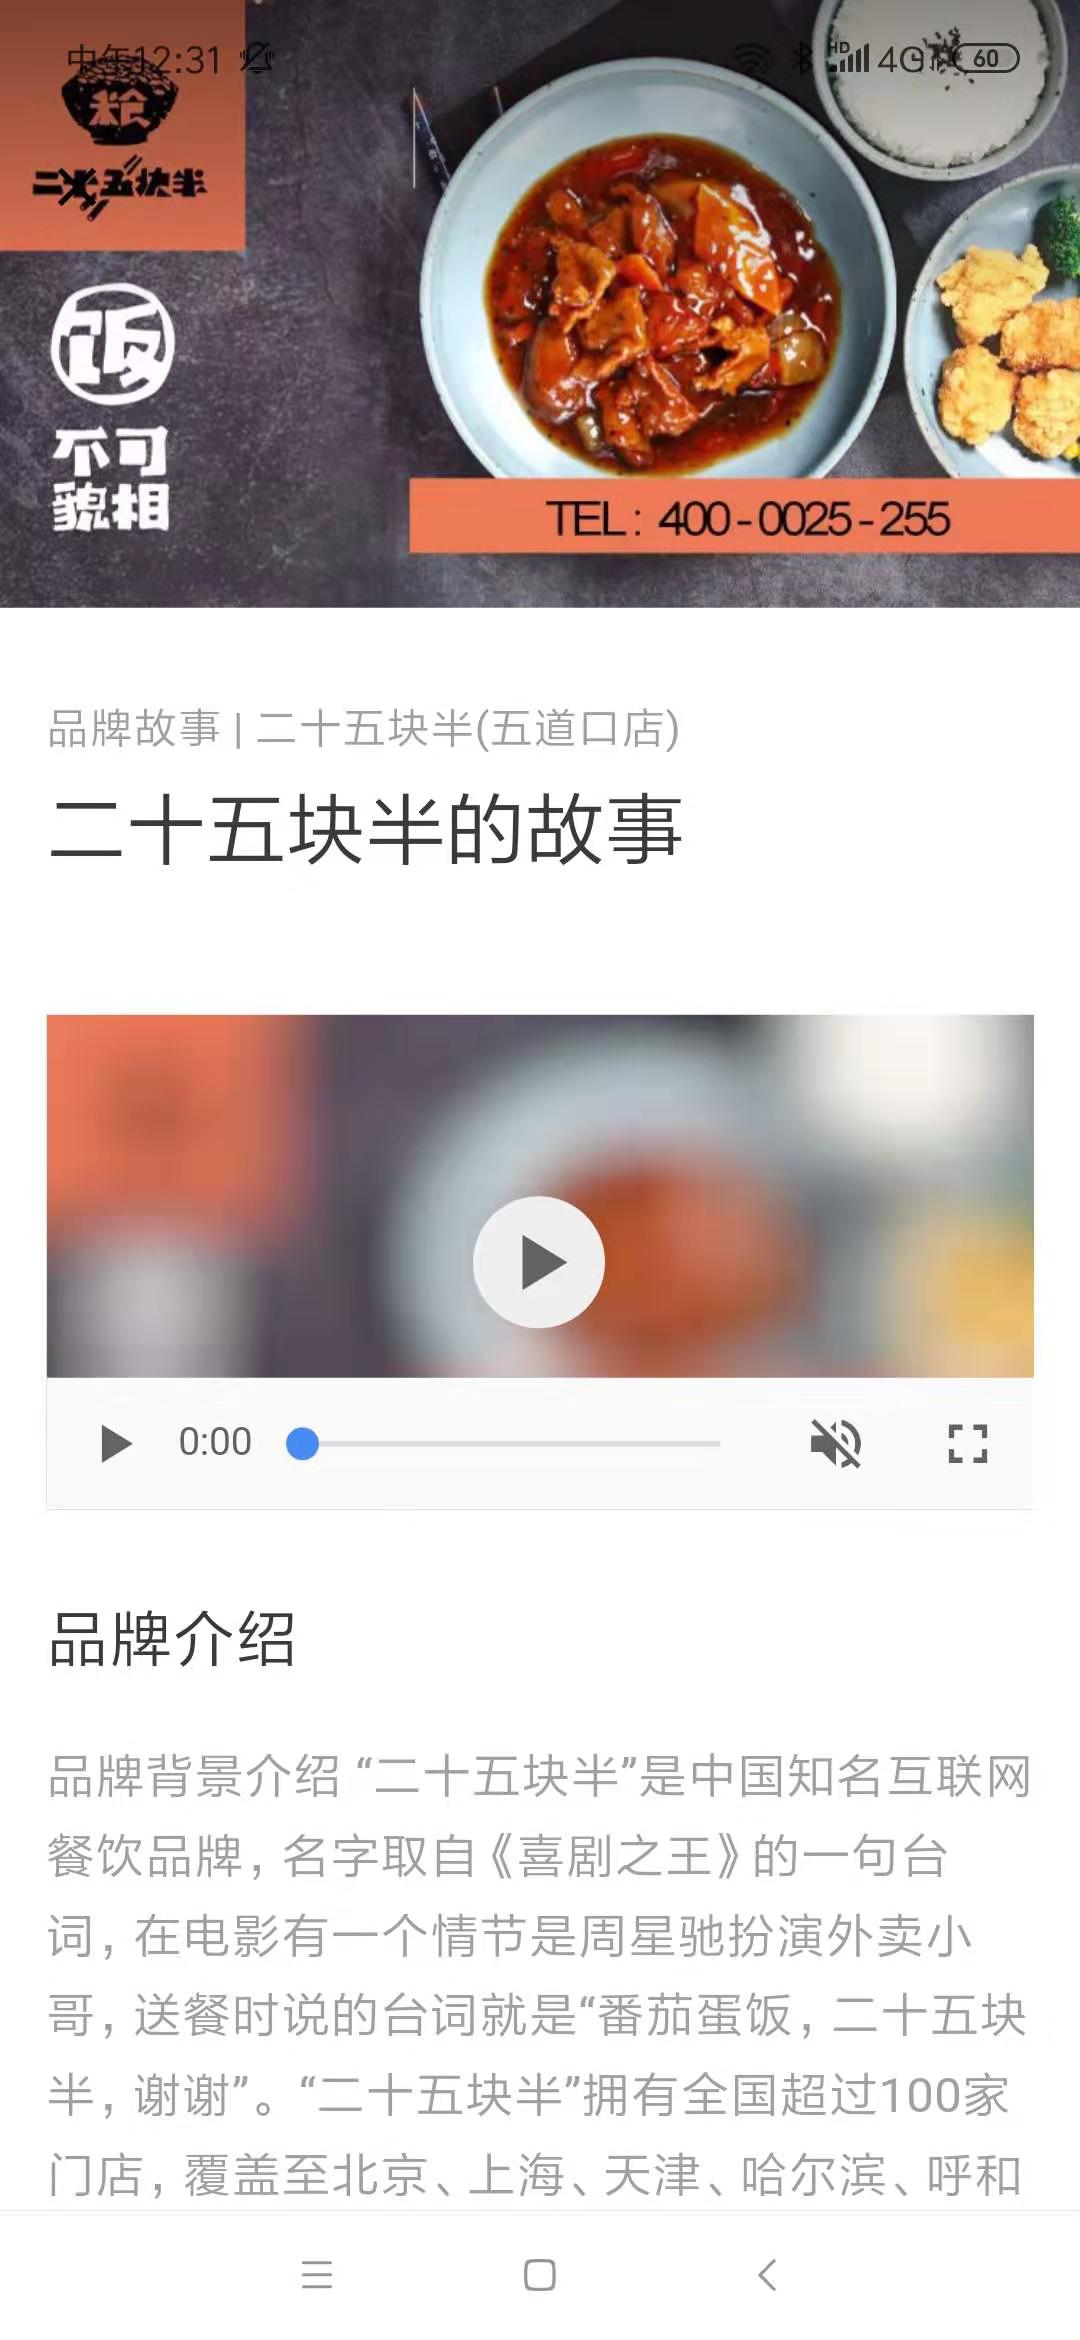 中午12:31
HD 4G 60
粮
二十五块半
饭
不可
貌相
TEL: 400-0025-255
品牌故事 | 二十五块半(五道口店)
二十五块半的故事
0:00
品牌介绍
品牌背景介绍 “二十五块半”是中国知名互联网
餐饮品牌, 名字取自《喜剧之王》的一句台
词, 在电影有一个情节是周星驰扮演外卖小
哥, 送餐时说的台词就是“番茄蛋饭, 二十五块
半, 谢谢”。“二十五块半”拥有全国超过100家
门店, 覆盖至北京、上海、天津、哈尔滨、呼和